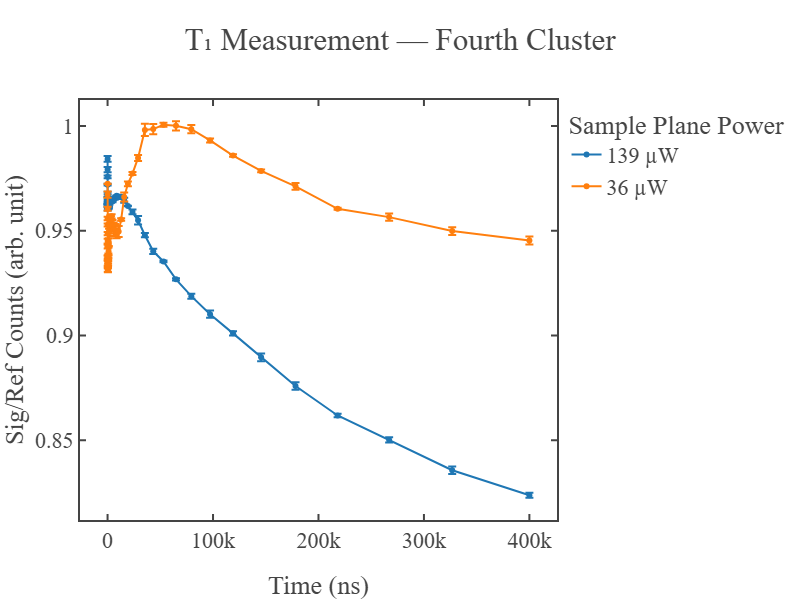 T₁ Measurement — Fourth Cluster
Sample Plane Power
139 µW
36 µW
Sig/Ref Counts (arb. unit)
1
0.95
0.9
0.85
0
100k
200k
300k
400k
Time (ns)